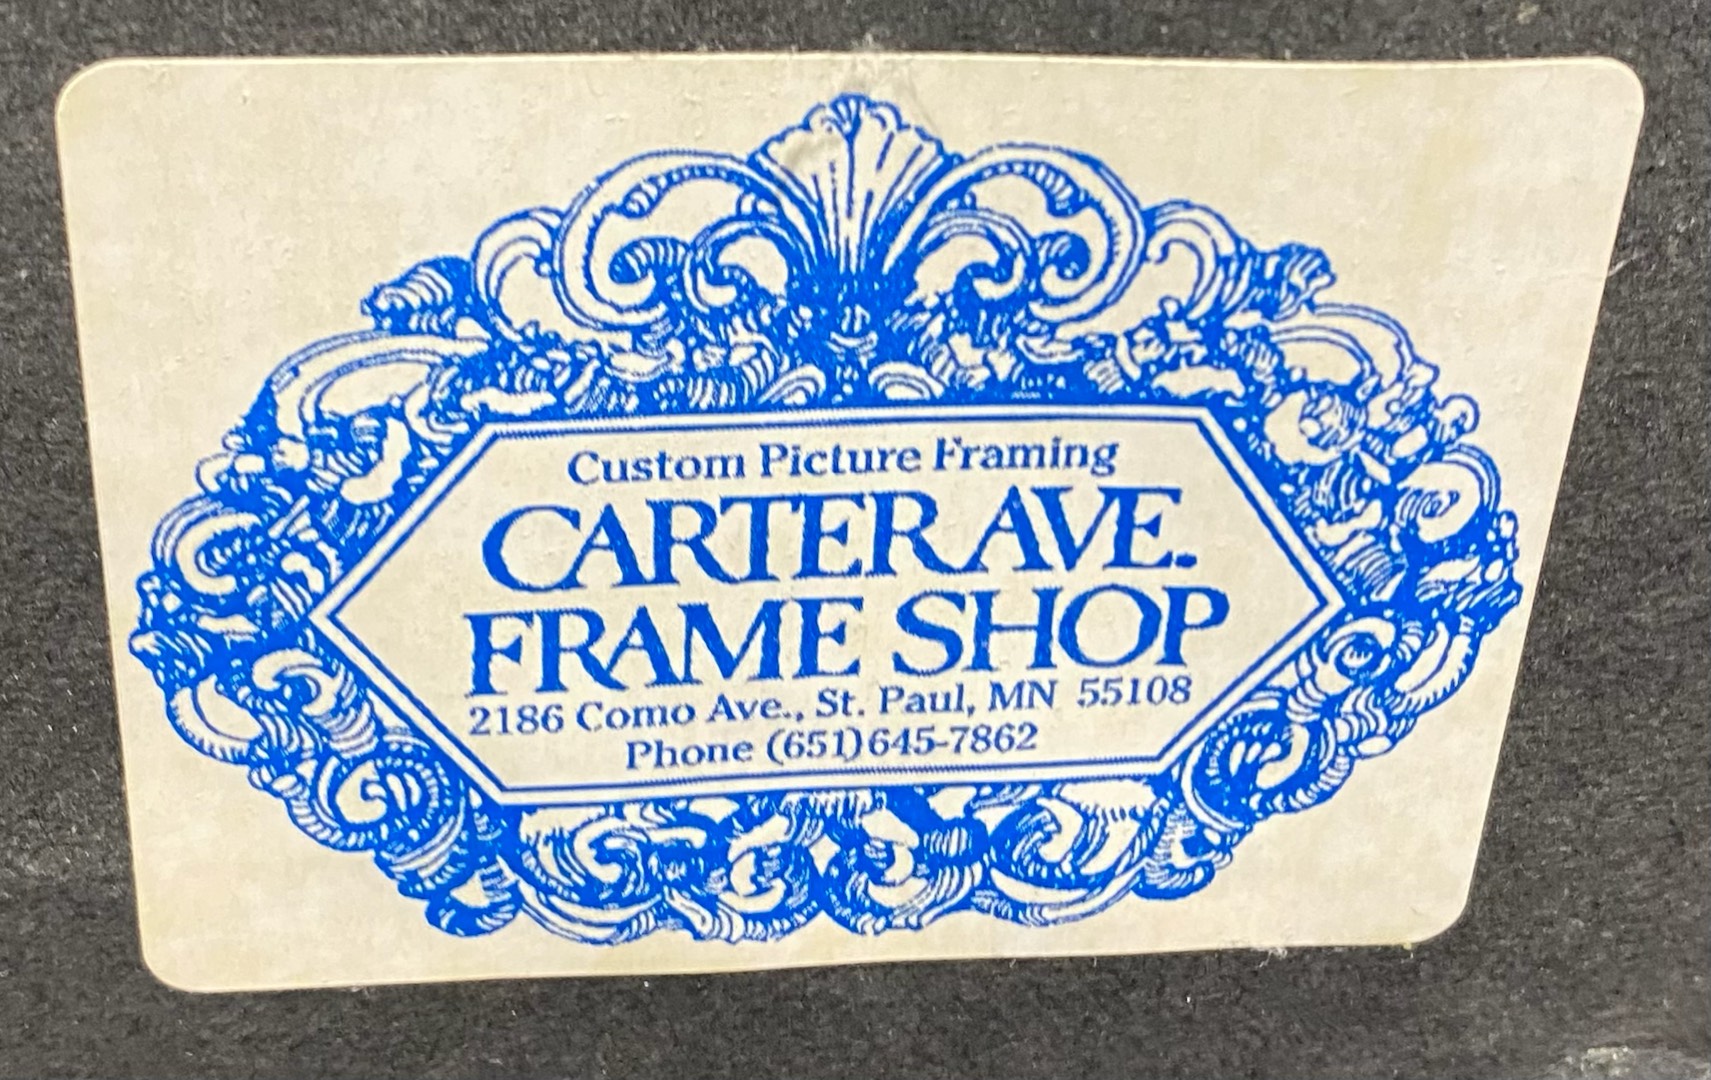 Custom Picture Framing
CARTER AVE.
FRAME SHOP
2186 Como Ave., St. Paul, MN 55108
Phone (651)645-7862